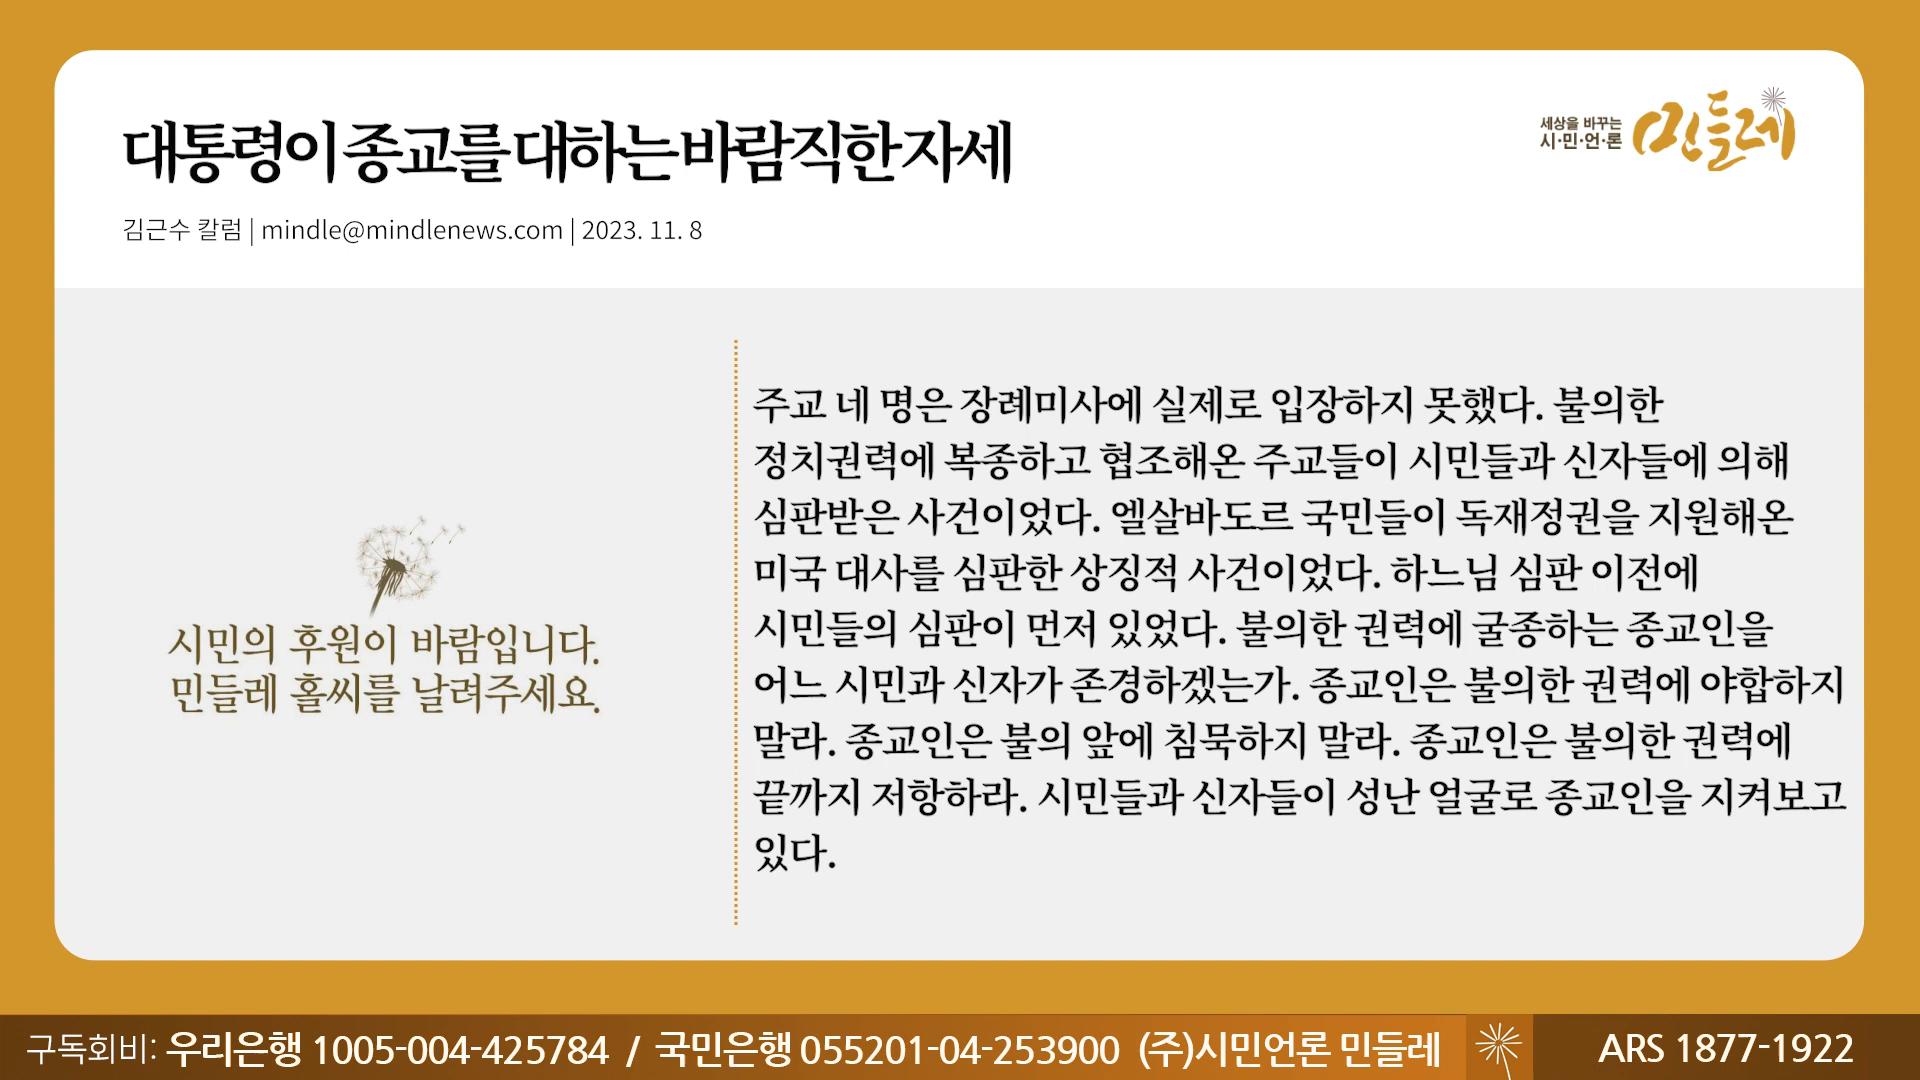 대통령이 종교를 대하는 바람직한 자세
세상을 바꾸는
시·민·언·론
민들레
김근수 칼럼 | mindle@mindlenews.com | 2023. 11. 8
시민의 후원이 바람입니다.
민들레 홀씨를 날려주세요.
주교 네 명은 장례미사에 실제로 입장하지 못했다. 불의한
정치권력에 복종하고 협조해온 주교들이 시민들과 신자들에 의해
심판받은 사건이었다. 엘살바도르 국민들이 독재정권을 지원해온
미국 대사를 심판한 상징적 사건이었다. 하느님 심판 이전에
시민들의 심판이 먼저 있었다. 불의한 권력에 굴종하는 종교인을
어느 시민과 신자가 존경하겠는가. 종교인은 불의한 권력에 야합하지
말라. 종교인은 불의 앞에 침묵하지 말라. 종교인은 불의한 권력에
끝까지 저항하라. 시민들과 신자들이 성난 얼굴로 종교인을 지켜보고
있다.
구독회비: 우리은행 1005-004-425784 / 국민은행 055201-04-253900 (주)시민언론 민들레
ARS 1877-1922